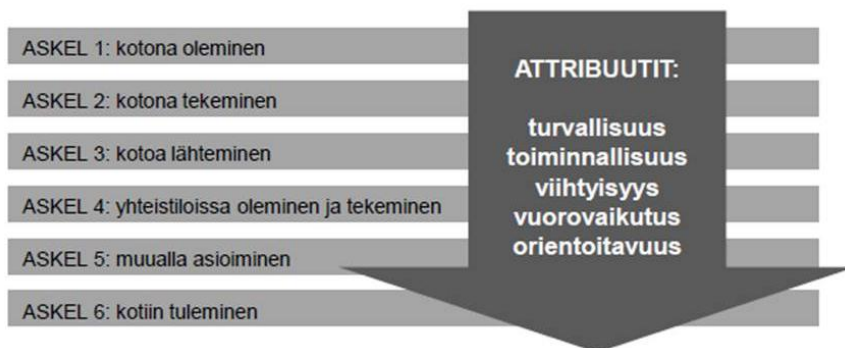 ASKEL 1: kotona oleminen
ASKEL 2: kotona tekeminen
ASKEL 3: kotoa lähteminen
ASKEL 4: yhteistiloissa oleminen ja tekeminen
ASKEL 5: muualla asioiminen
ASKEL 6: kotiin tuleminen
ATTRIBUUTIT:
turvallisuus
toiminnallisuus
viihtyisyys
vuorovaikutus
orientoitavuus